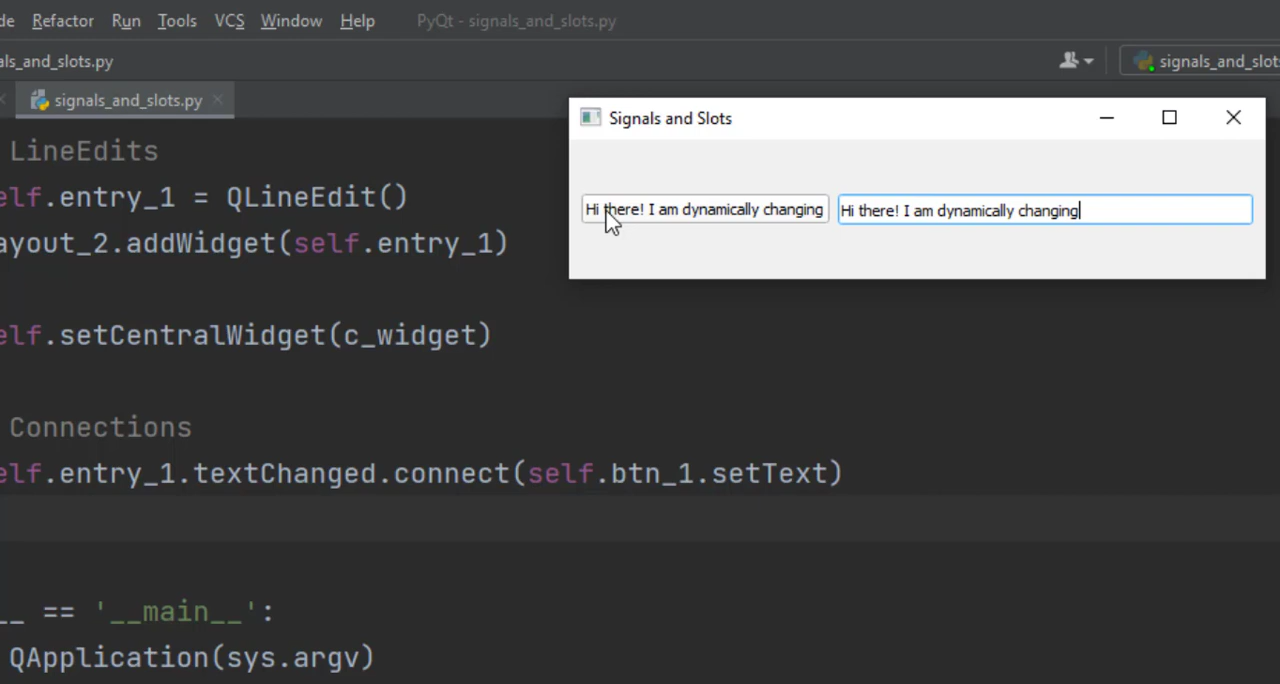 de Refactor Run Tools VCS Window Help PyQt - signals_and_slots.py
als_and_slots.py signals_and_slots
signals_and_slots.py
Signals and Slots
LineEdits
elf.entry_1 = QLineEdit()
Hi there! I am dynamically changing Hi there! I am dynamically changing
ayout_2.addWidget(self.entry_1)
elf.setCentralWidget(c_widget)
Connections
elf.entry_1.textChanged.connect(self.btn_1.setText)
__ == '__main__':
QApplication(sys.argv)